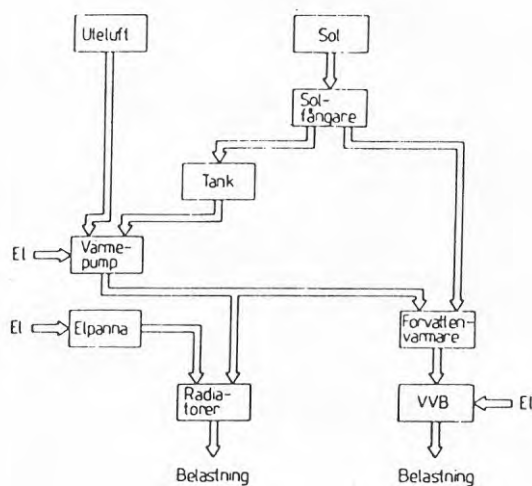 Uteluft
Sol
Sol-
fångare
Tank
El
Värme-
pump
El
Elpanna
Förvatten-
värmare
Radia-
torer
VVB
El
Belastning
Belastning